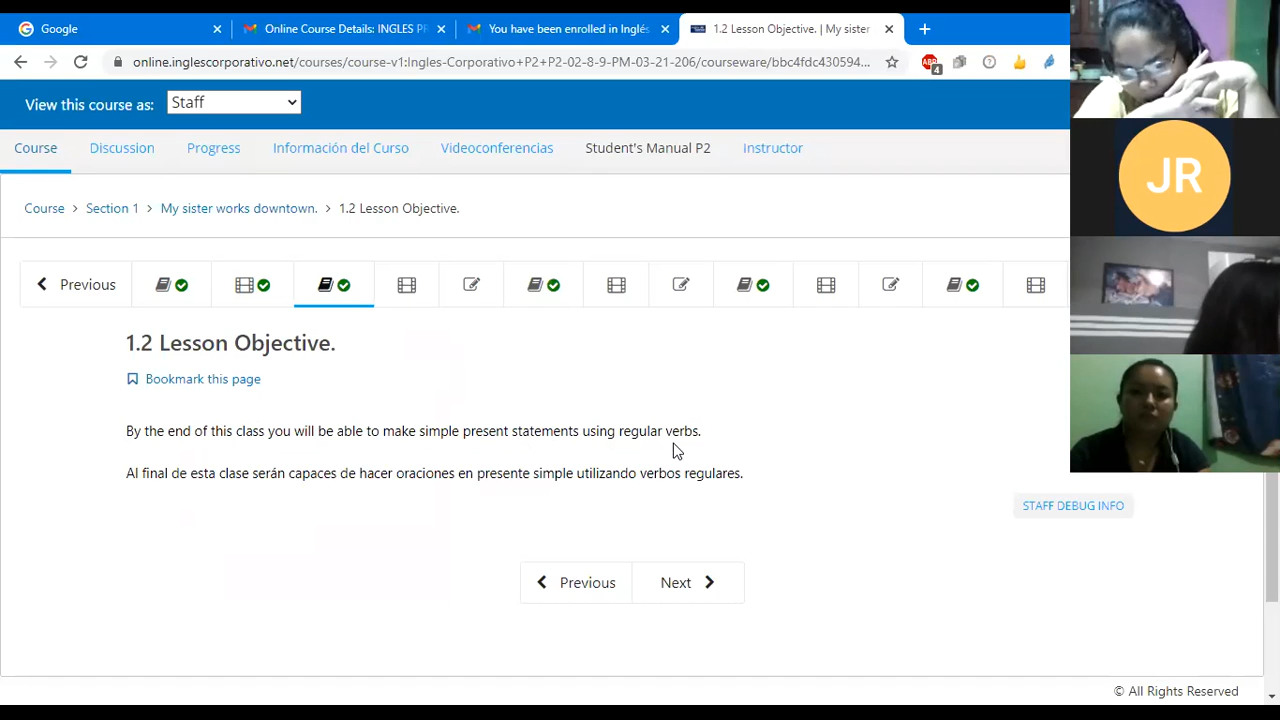 Google
Online Course Details: INGLES PR
You have been enrolled in Inglés
1.2 Lesson Objective. | My sister
online.inglescorporativo.net/courses/course-v1:Ingles-Corporativo+P2+P2-02-8-9-PM-03-21-206/courseware/bbc4fdc430594...
ABP
4
View this course as:
Staff
Course
Discussion
Progress
Información del Curso
Videoconferencias
Student's Manual P2
Instructor
Course > Section 1 > My sister works downtown. > 1.2 Lesson Objective.
Previous
1.2 Lesson Objective.
Bookmark this page
By the end of this class you will be able to make simple present statements using regular verbs.
Al final de esta clase serán capaces de hacer oraciones en presente simple utilizando verbos regulares.
STAFF DEBUG INFO
Previous
Next
© All Rights Reserved
JR